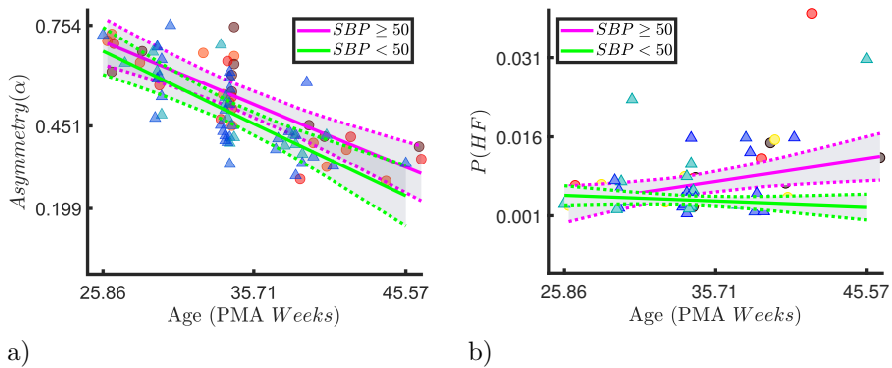 0.754
0.451
0.199
Asymmetry(α)
SBP ≥ 50
SBP < 50
25.86 35.71 45.57
Age (PMA Weeks)
a)
0.031
0.016
0.001
P(HF)
SBP ≥ 50
SBP < 50
25.86 35.71 45.57
Age (PMA Weeks)
b)